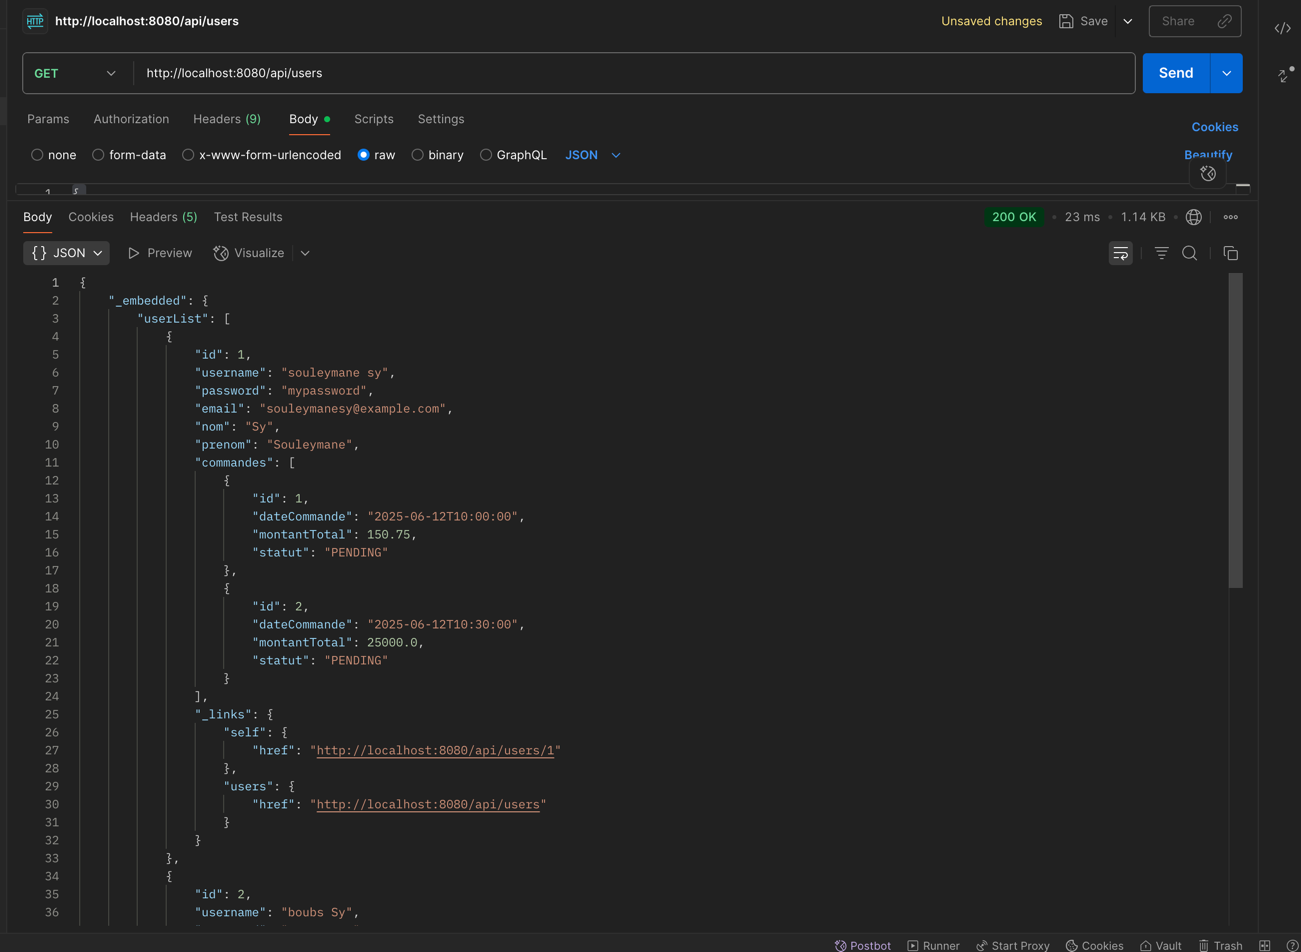 HTTP http://localhost:8080/api/users Unsaved changes Save Share
GET http://localhost:8080/api/users Send
Params Authorization Headers (9) Body Scripts Settings Cookies
none form-data x-www-form-urlencoded raw binary GraphQL JSON Beautify
1 {
Body Cookies Headers (5) Test Results 200 OK • 23 ms • 1.14 KB
{} JSON Preview Visualize
1 {
2 "_embedded": {
3 "userList": [
4 {
5 "id": 1,
6 "username": "souleymane sy",
7 "password": "mypassword",
8 "email": "souleymanesy@example.com",
9 "nom": "Sy",
10 "prenom": "Souleymane",
11 "commandes": [
12 {
13 "id": 1,
14 "dateCommande": "2025-06-12T10:00:00",
15 "montantTotal": 150.75,
16 "statut": "PENDING"
17 },
18 {
19 "id": 2,
20 "dateCommande": "2025-06-12T10:30:00",
21 "montantTotal": 25000.0,
22 "statut": "PENDING"
23 }
24 ],
25 "_links": {
26 "self": {
27 "href": "http://localhost:8080/api/users/1"
28 },
29 "users": {
30 "href": "http://localhost:8080/api/users"
31 }
32 }
33 },
34 {
35 "id": 2,
36 "username": "boubs Sy",
Postbot Runner Start Proxy Cookies Vault Trash